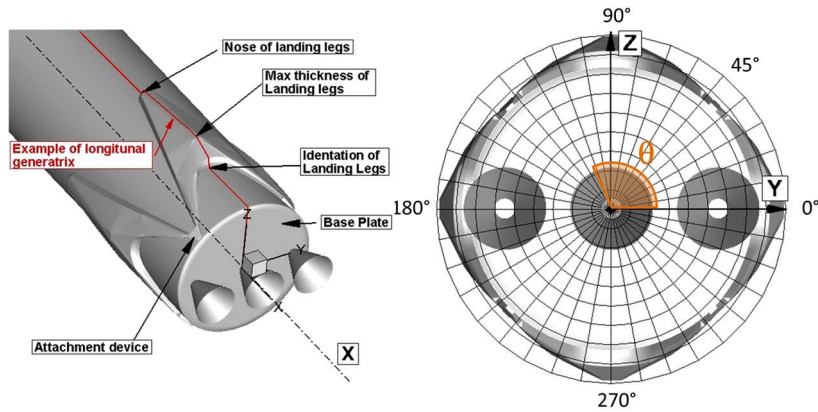 Nose of landing legs
Max thickness of
Landing legs
Example of longitunal
generatrix
Identation of
Landing Legs
Z
Base Plate
Y
X
Attachment device
X
90°
Z
45°
θ
180°
Y
0°
270°